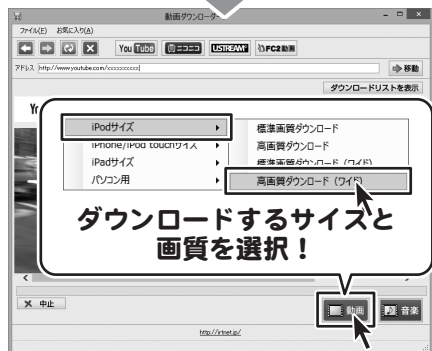 動画ダウンローダー
ファイル(F) お気に入り(A)
You Tube ニコニコ USTREAM FC2動画
アドレス http://www.youtube.com/xxxxxxxxxx 移動
ダウンロードリストを表示
iPodサイズ
iPhone/iPod touchサイズ
iPadサイズ
パソコン用
標準画質ダウンロード
高画質ダウンロード
標準画質ダウンロード（ワイド）
高画質ダウンロード（ワイド）
ダウンロードするサイズと
画質を選択！
中止
動画 音楽
http://irtnet.jp/